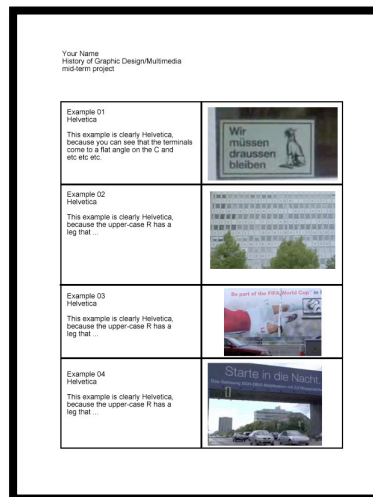 Your Name
History of Graphic Design/Multimedia
mid-term project
Example 01
Helvetica
This example is clearly Helvetica,
because you can see that the terminals
come to a flat angle on the C and
etc etc etc.
Wir
müssen
draussen
bleiben
Example 02
Helvetica
This example is clearly Helvetica,
because the upper-case R has a
leg that ...
Example 03
Helvetica
This example is clearly Helvetica,
because the upper-case R has a
leg that ...
Be part of the FIFA World Cup
Example 04
Helvetica
This example is clearly Helvetica,
because the upper-case R has a
leg that ...
Starte in die Nacht.